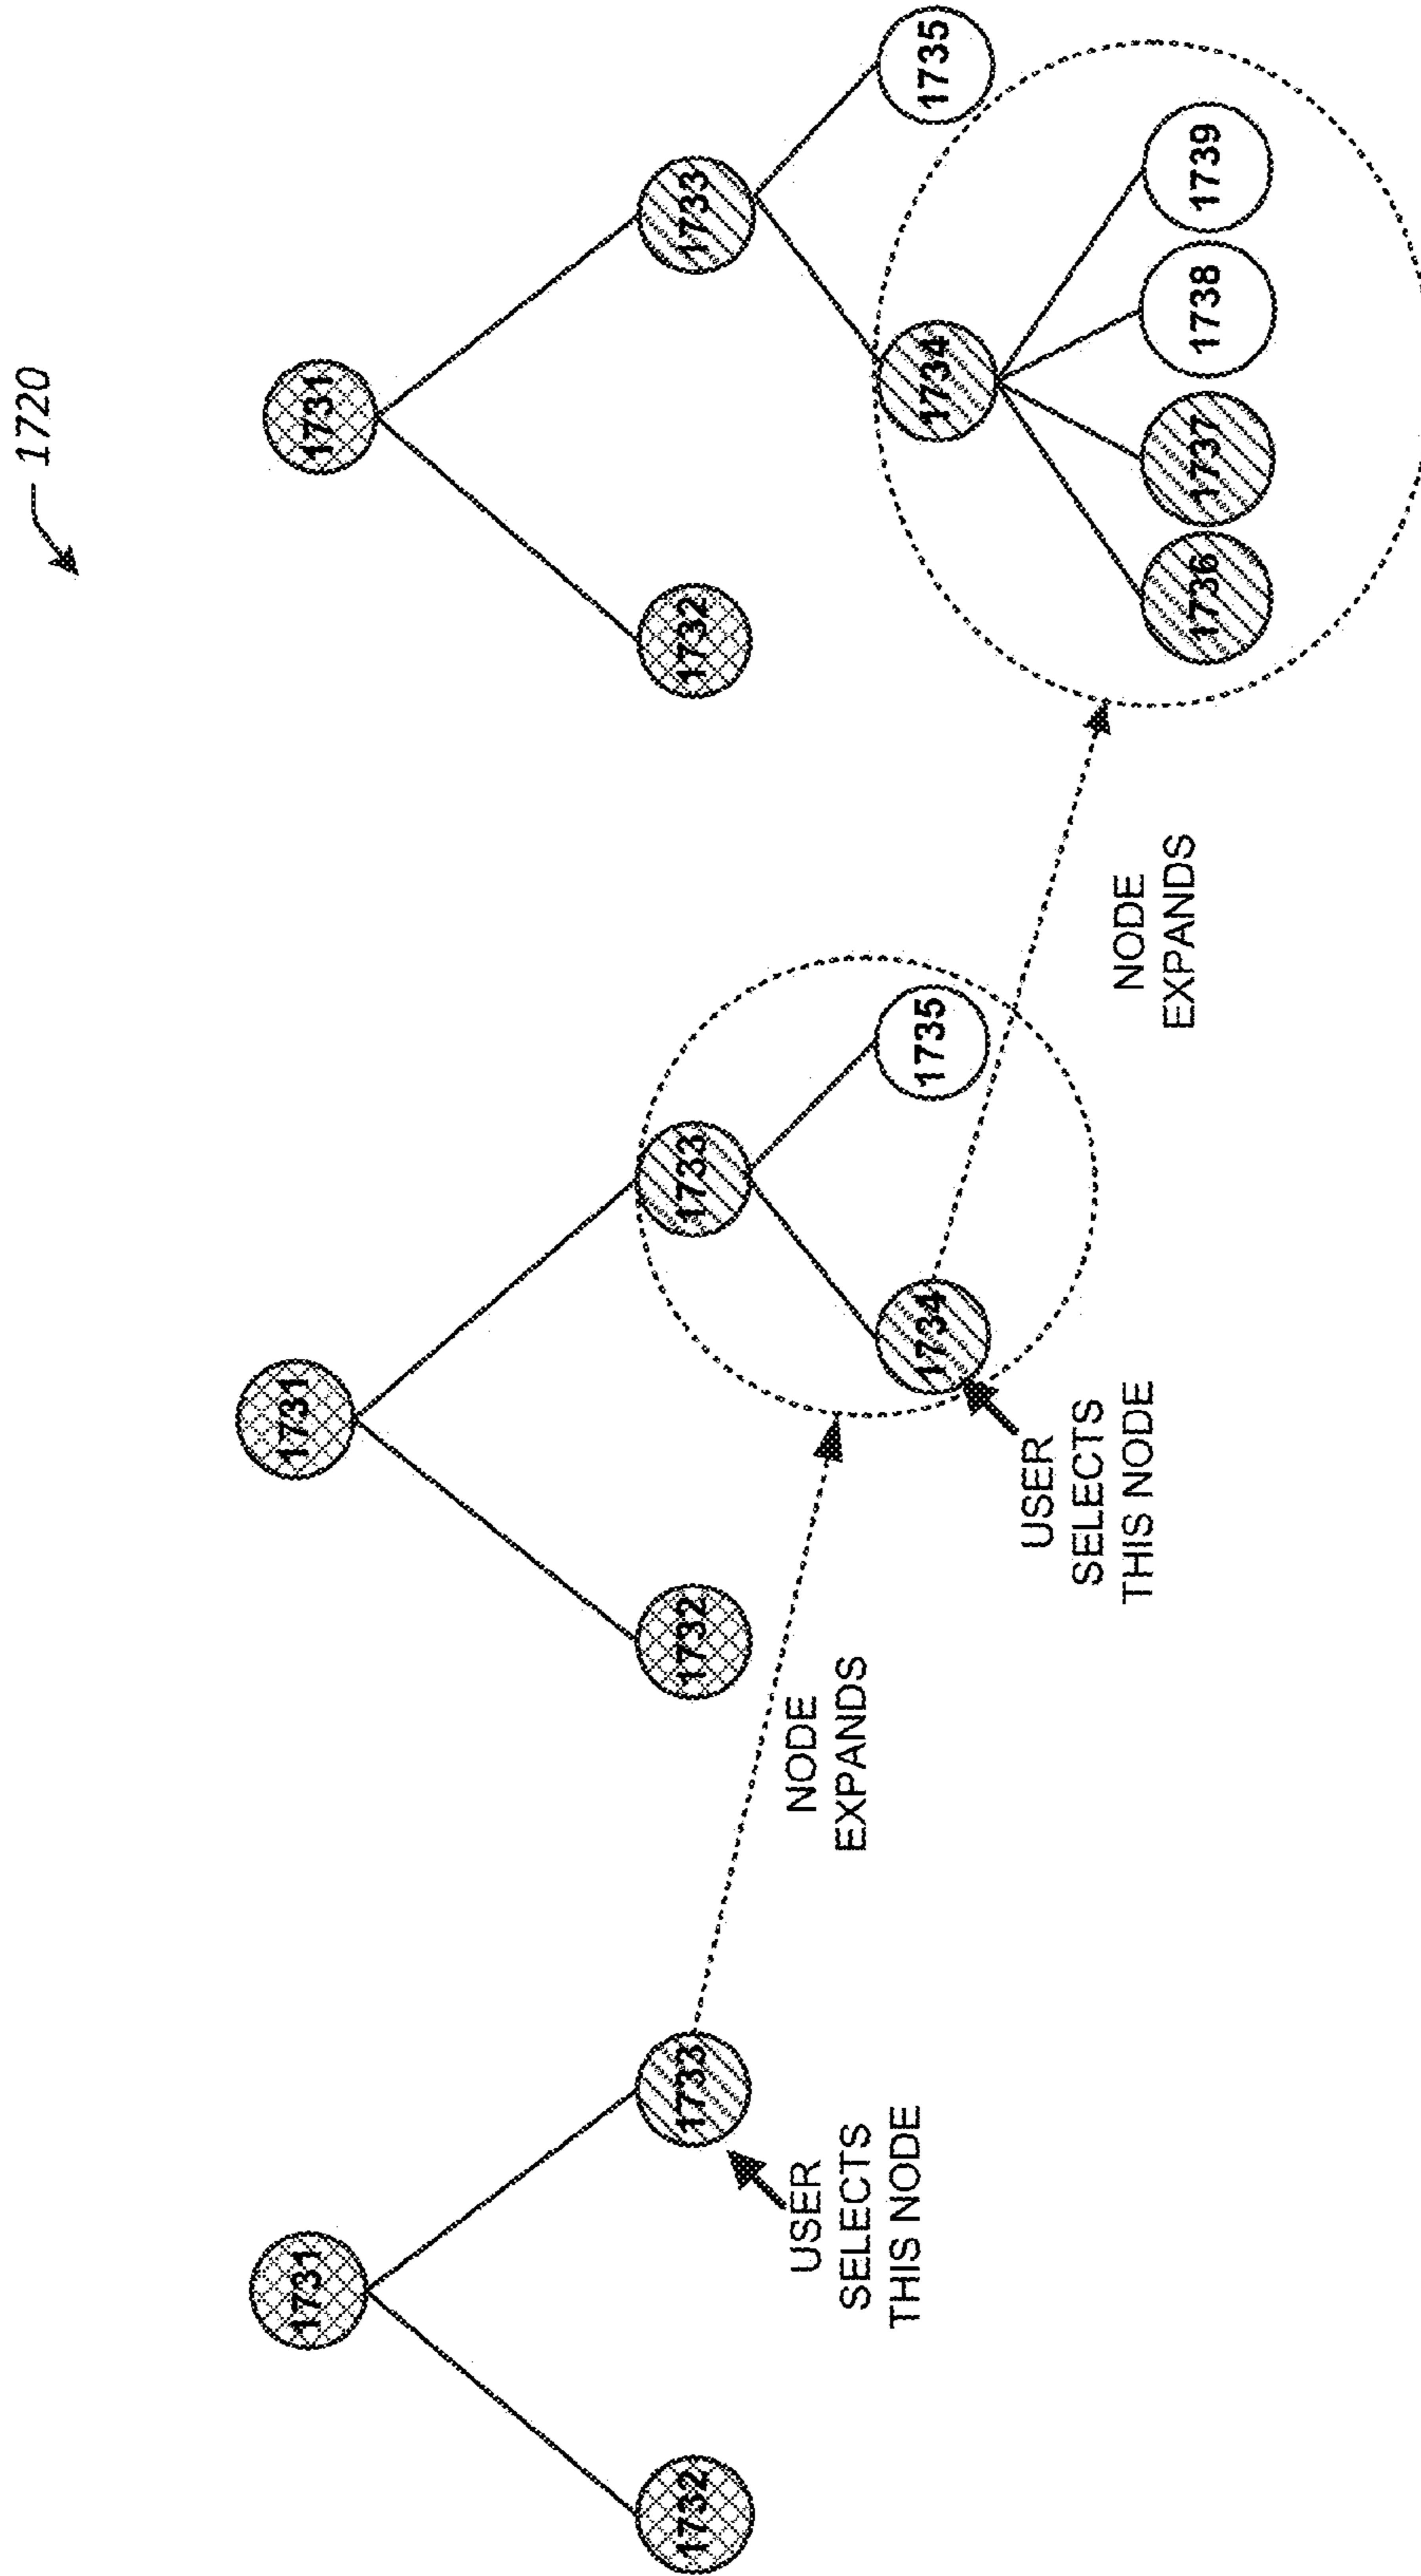 1720
1731
1732
1733
USER
SELECTS
THIS NODE
NODE
EXPANDS
1731
1732
1733
1734
1735
USER
SELECTS
THIS NODE
NODE
EXPANDS
1731
1732
1733
1734
1735
1736
1737
1738
1739